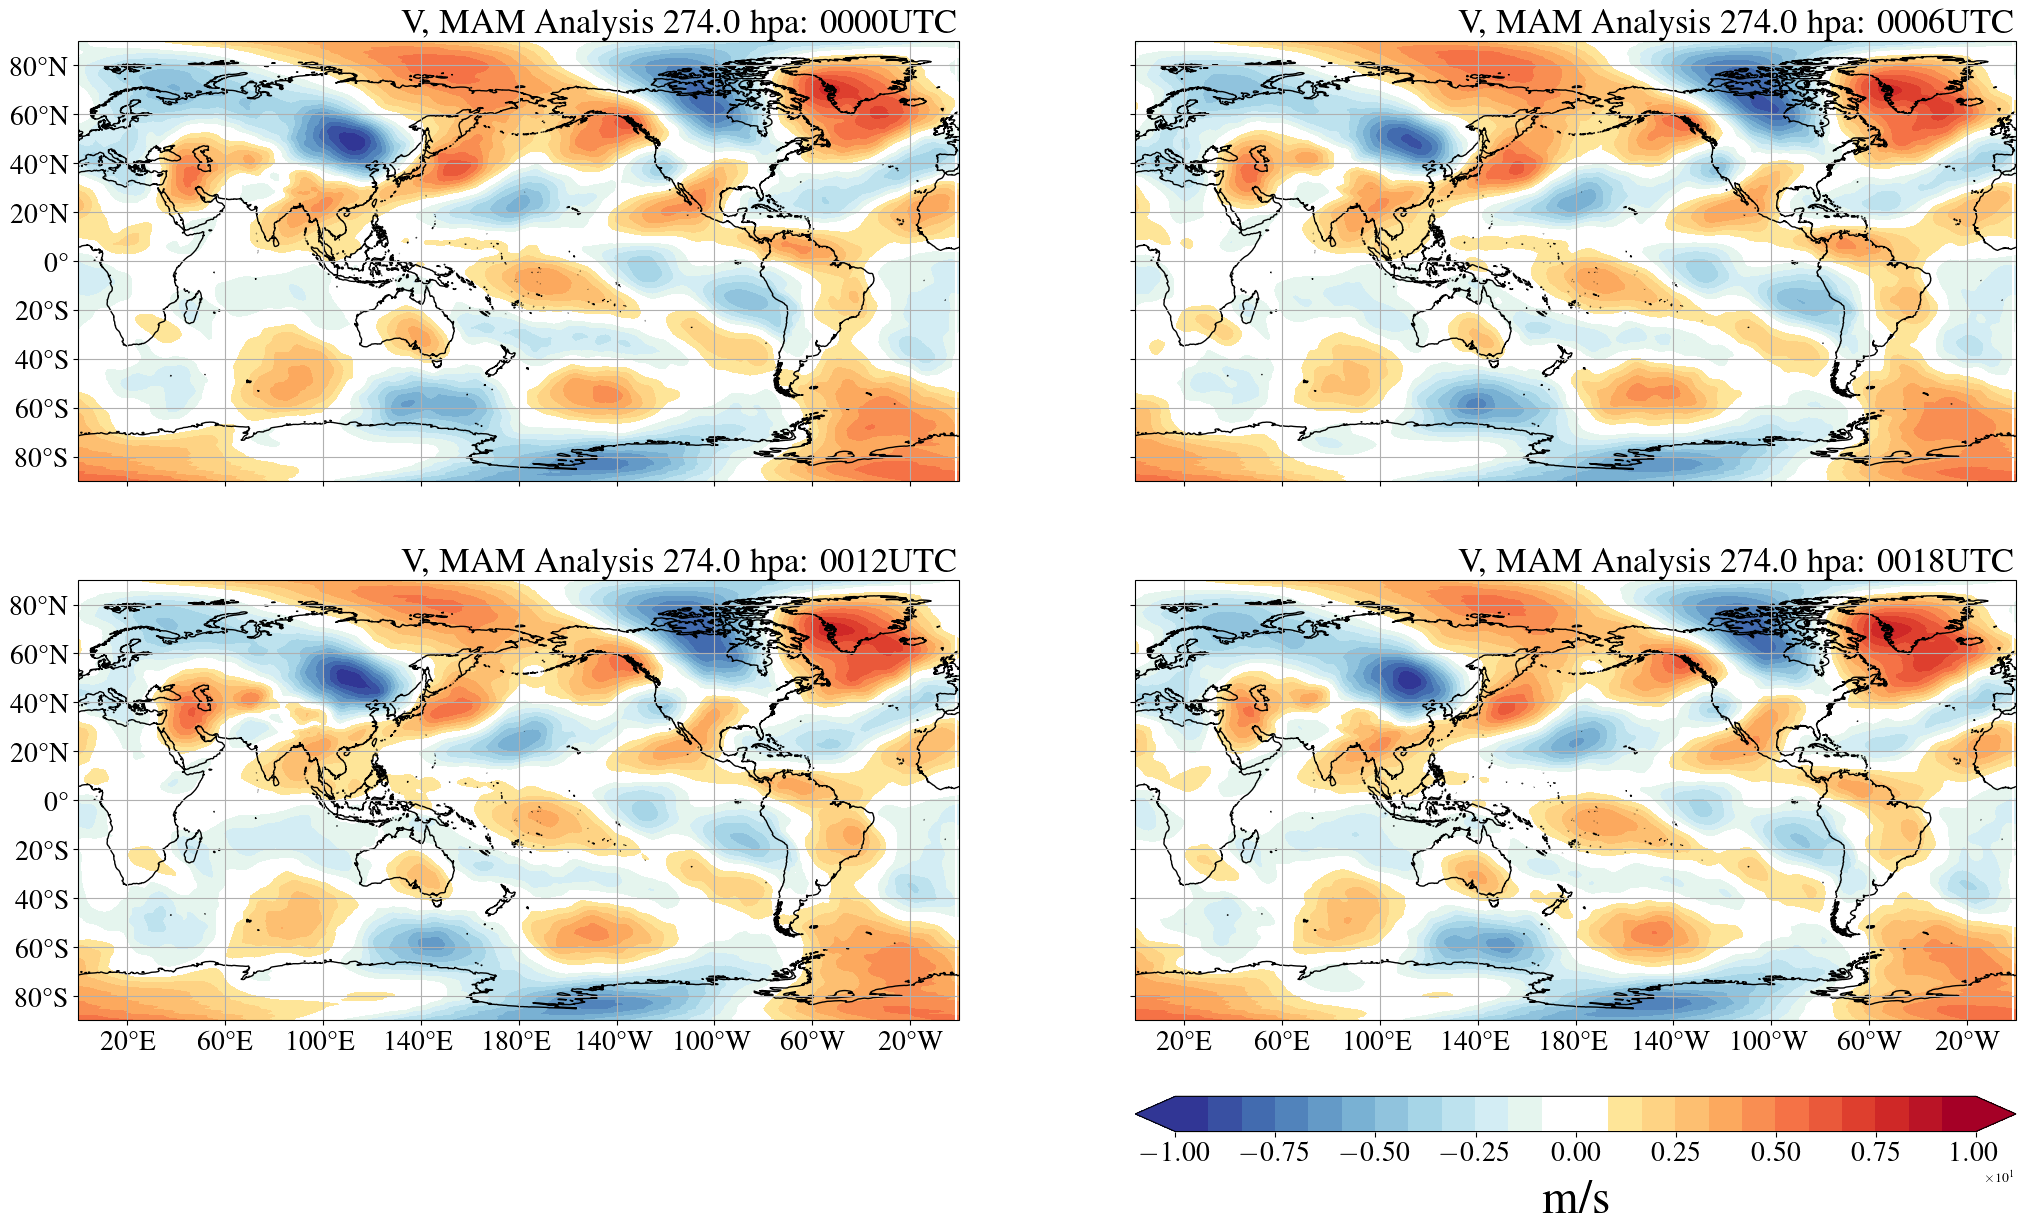 V, MAM Analysis 274.0 hpa: 0000UTC
V, MAM Analysis 274.0 hpa: 0006UTC
80°N
60°N
40°N
20°N
0°
20°S
40°S
60°S
80°S
V, MAM Analysis 274.0 hpa: 0012UTC
V, MAM Analysis 274.0 hpa: 0018UTC
80°N
60°N
40°N
20°N
0°
20°S
40°S
60°S
80°S
20°E 60°E 100°E 140°E 180°E 140°W 100°W 60°W 20°W
20°E 60°E 100°E 140°E 180°E 140°W 100°W 60°W 20°W
−1.00 −0.75 −0.50 −0.25 0.00 0.25 0.50 0.75 1.00
×10¹
m/s